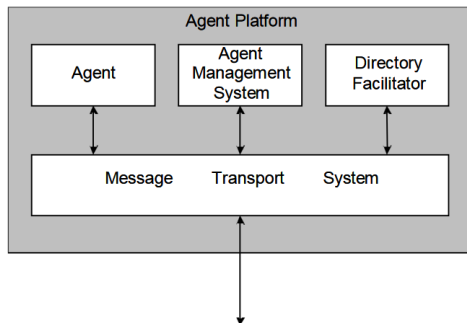 Agent Platform
Agent
Agent
Management
System
Directory
Facilitator
Message Transport System